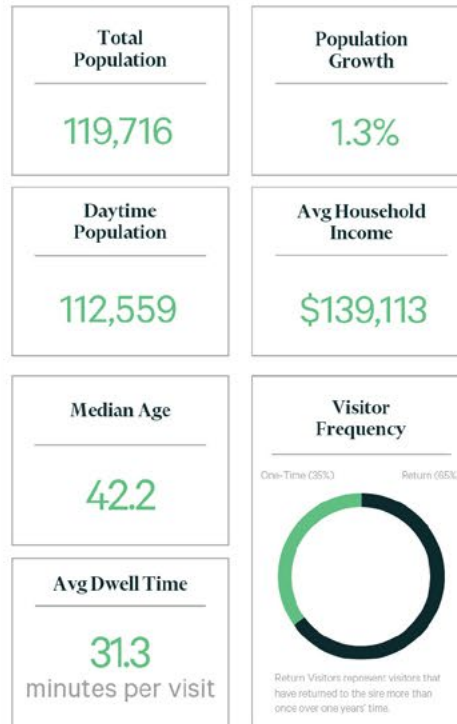 Total
Population
119,716
Population
Growth
1.3%
Daytime
Population
112,559
Avg Household
Income
$139,113
Median Age
42.2
Visitor
Frequency
One-Time (35%)
Return (65%
Avg Dwell Time
31.3
minutes per visit
Return Visitors represent visitors that
have returned to the sire more than
once over one years' time.